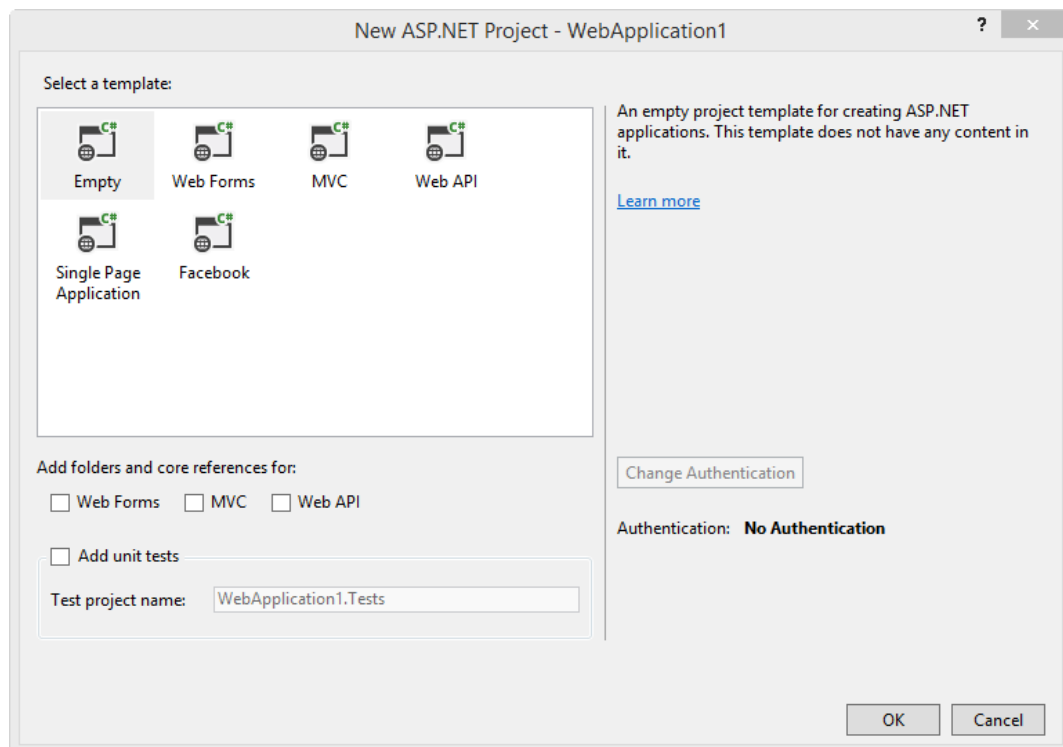 New ASP.NET Project - WebApplication1
?
×
Select a template:
C# C# C# C#
Empty Web Forms MVC Web API
C# C#
Single Page Facebook
Application
An empty project template for creating ASP.NET
applications. This template does not have any content in
it.
Learn more
Add folders and core references for:
Web Forms MVC Web API
Add unit tests
Test project name: WebApplication1.Tests
Change Authentication
Authentication: No Authentication
OK Cancel